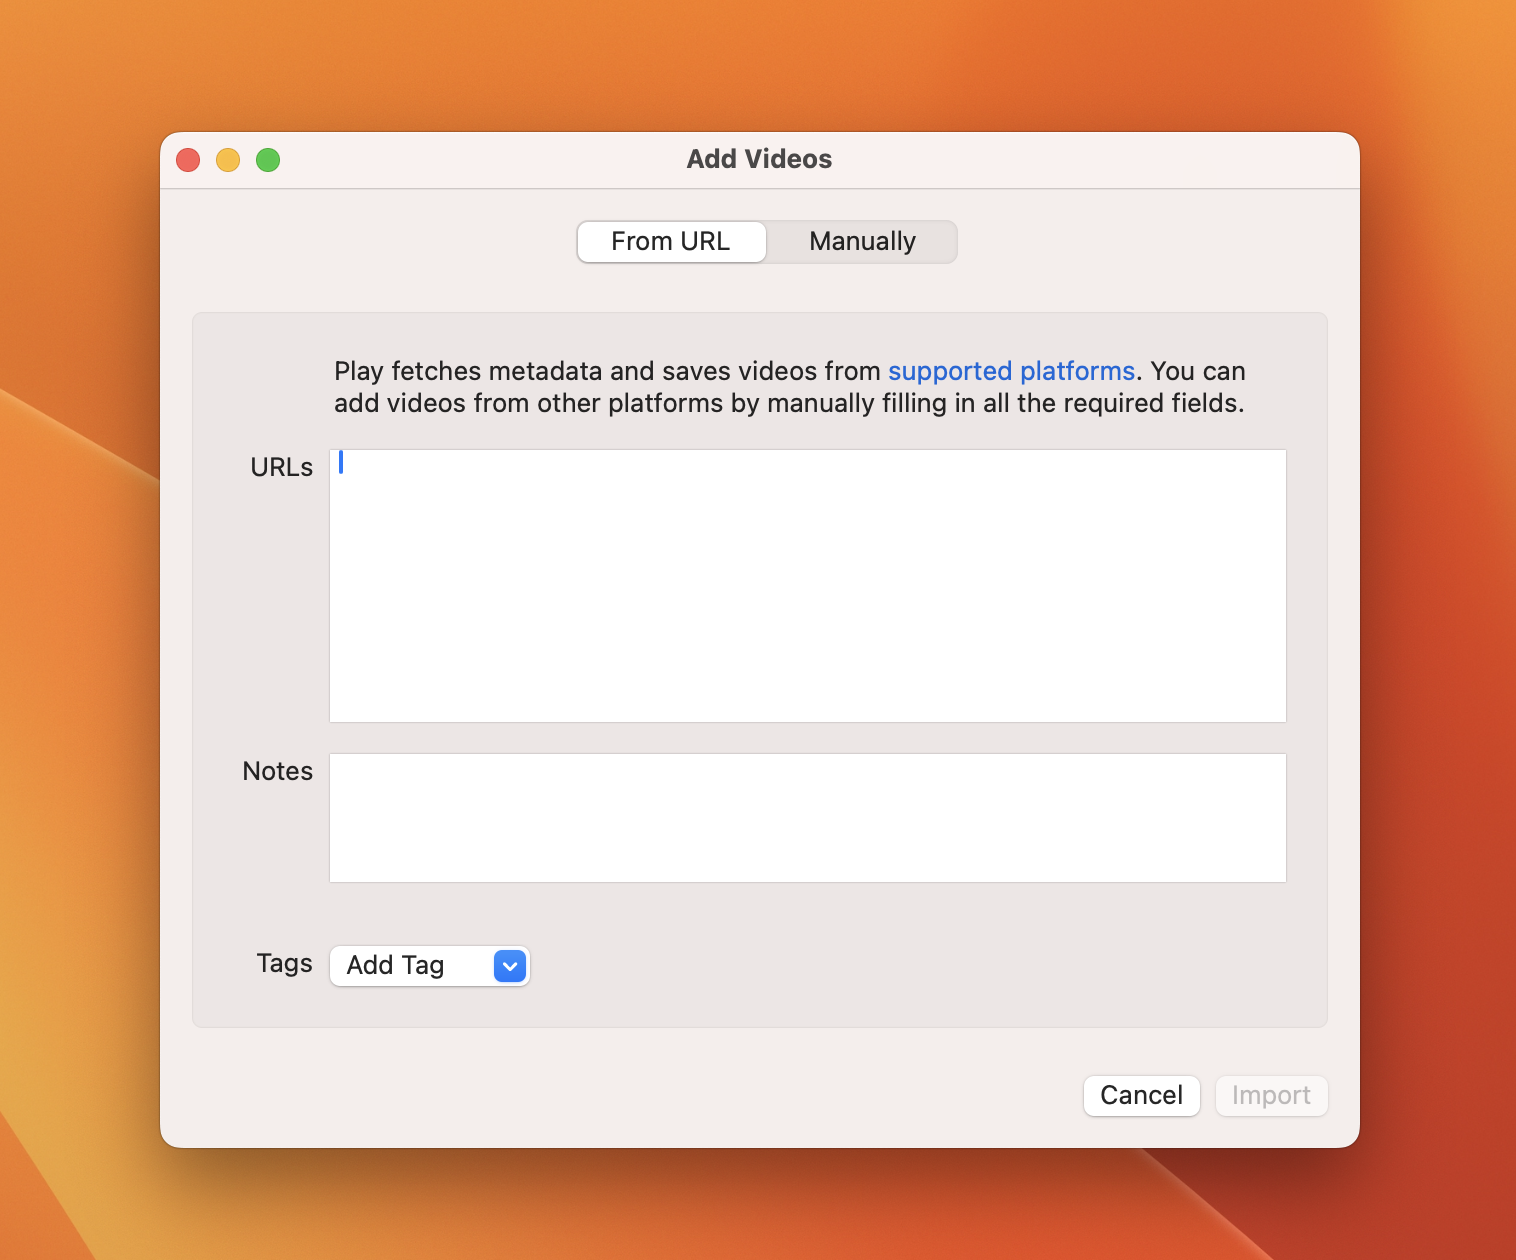 Add Videos
From URL
Manually
Play fetches metadata and saves videos from supported platforms. You can
add videos from other platforms by manually filling in all the required fields.
URLs
Notes
Tags
Add Tag
Cancel
Import